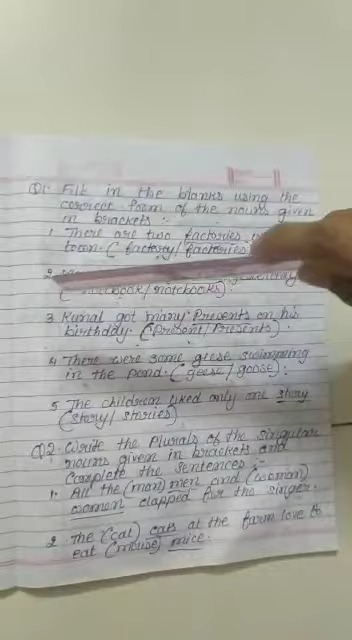 Q1. Fill in the blanks using the
correct form of the nouns given
in brackets :-
1. There are two factories
town. ( factory / factories
notebooks) .
3. Kunal got many Presents on his
birthday. (Present / Presents) .
4. There were some geese swimming
in the pond. (geese / goose) .
5. The children liked only one story
(story / stories)
Q2. Write the Plurals of the singular
nouns given in brackets and
Complete the sentences :-
1. All the (man) men and (woman)
women clapped for the singer.
2. The (cat) cats at the farm love to
eat (mouse) mice.